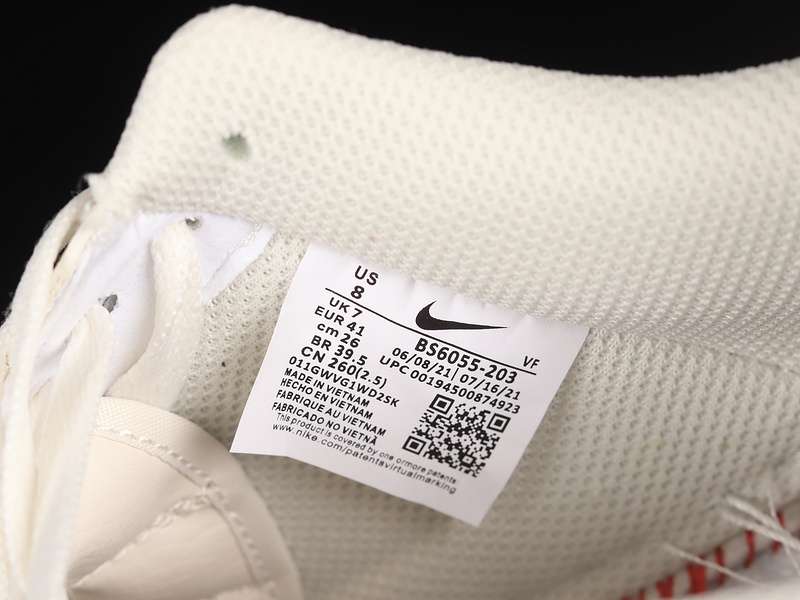 US
8
UK 7
EUR 41
cm 26
BR 39.5
CN 260(2.5)
011GWVG1WD2SK
BS6055-203
VF
06/08/21 | 07/16/21
UPC 00194500874923
MADE IN VIETNAM
HECHO EN VIETNAM
FABRIQUE AU VIETNAM
FABRICADO NO VIETNÃ
This product is covered by one or more patents.
www.nike.com/patentsvirtualmarking